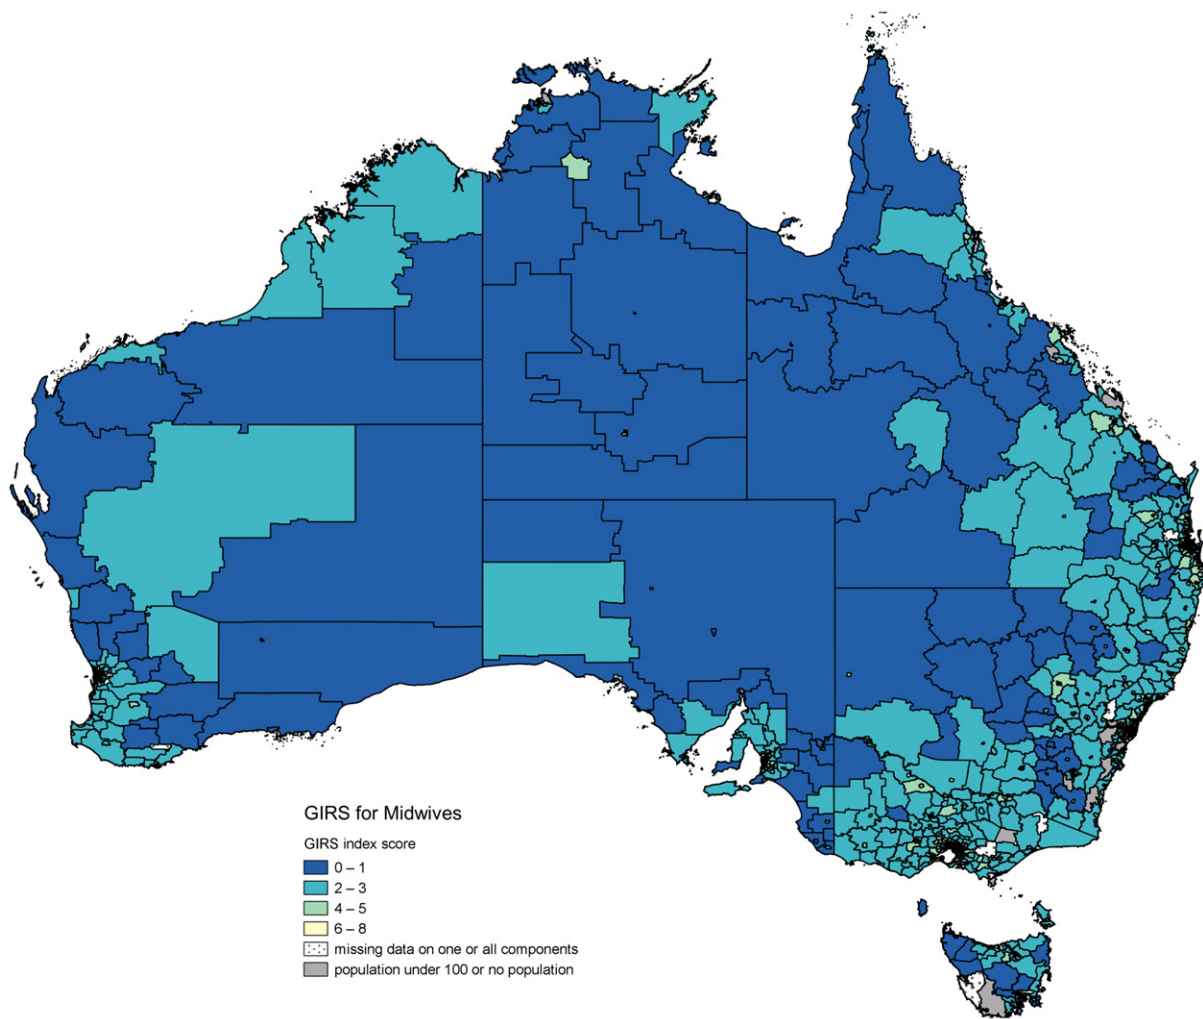 GIRS for Midwives
GIRS index score
0 – 1
2 – 3
4 – 5
6 – 8
missing data on one or all components
population under 100 or no population